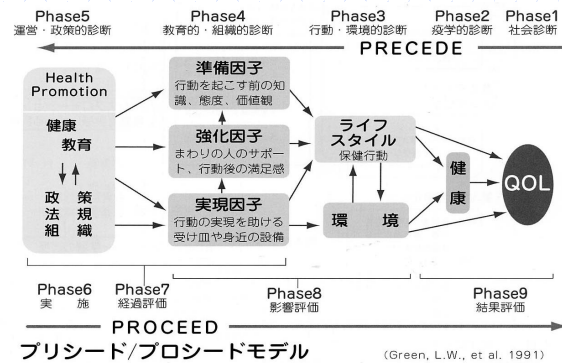 Phase5
運営・政策的診断
Phase4
教育的・組織的診断
Phase3
行動・環境的診断
Phase2
疫学的診断
Phase1
社会診断
PRECEDE
Health
Promotion
健康
教育
政 策
法 規
組 織
準備因子
行動を起こす前の知
識、態度、価値観
強化因子
まわりの人のサポー
ト、行動後の満足感
実現因子
行動の実現を助ける
受け皿や身近の設備
ライフ
スタイル
保健行動
環 境
健
康
QOL
Phase6
実 施
Phase7
経過評価
Phase8
影響評価
Phase9
結果評価
PROCEED
プリシード/プロシードモデル
(Green, L.W., et al. 1991)